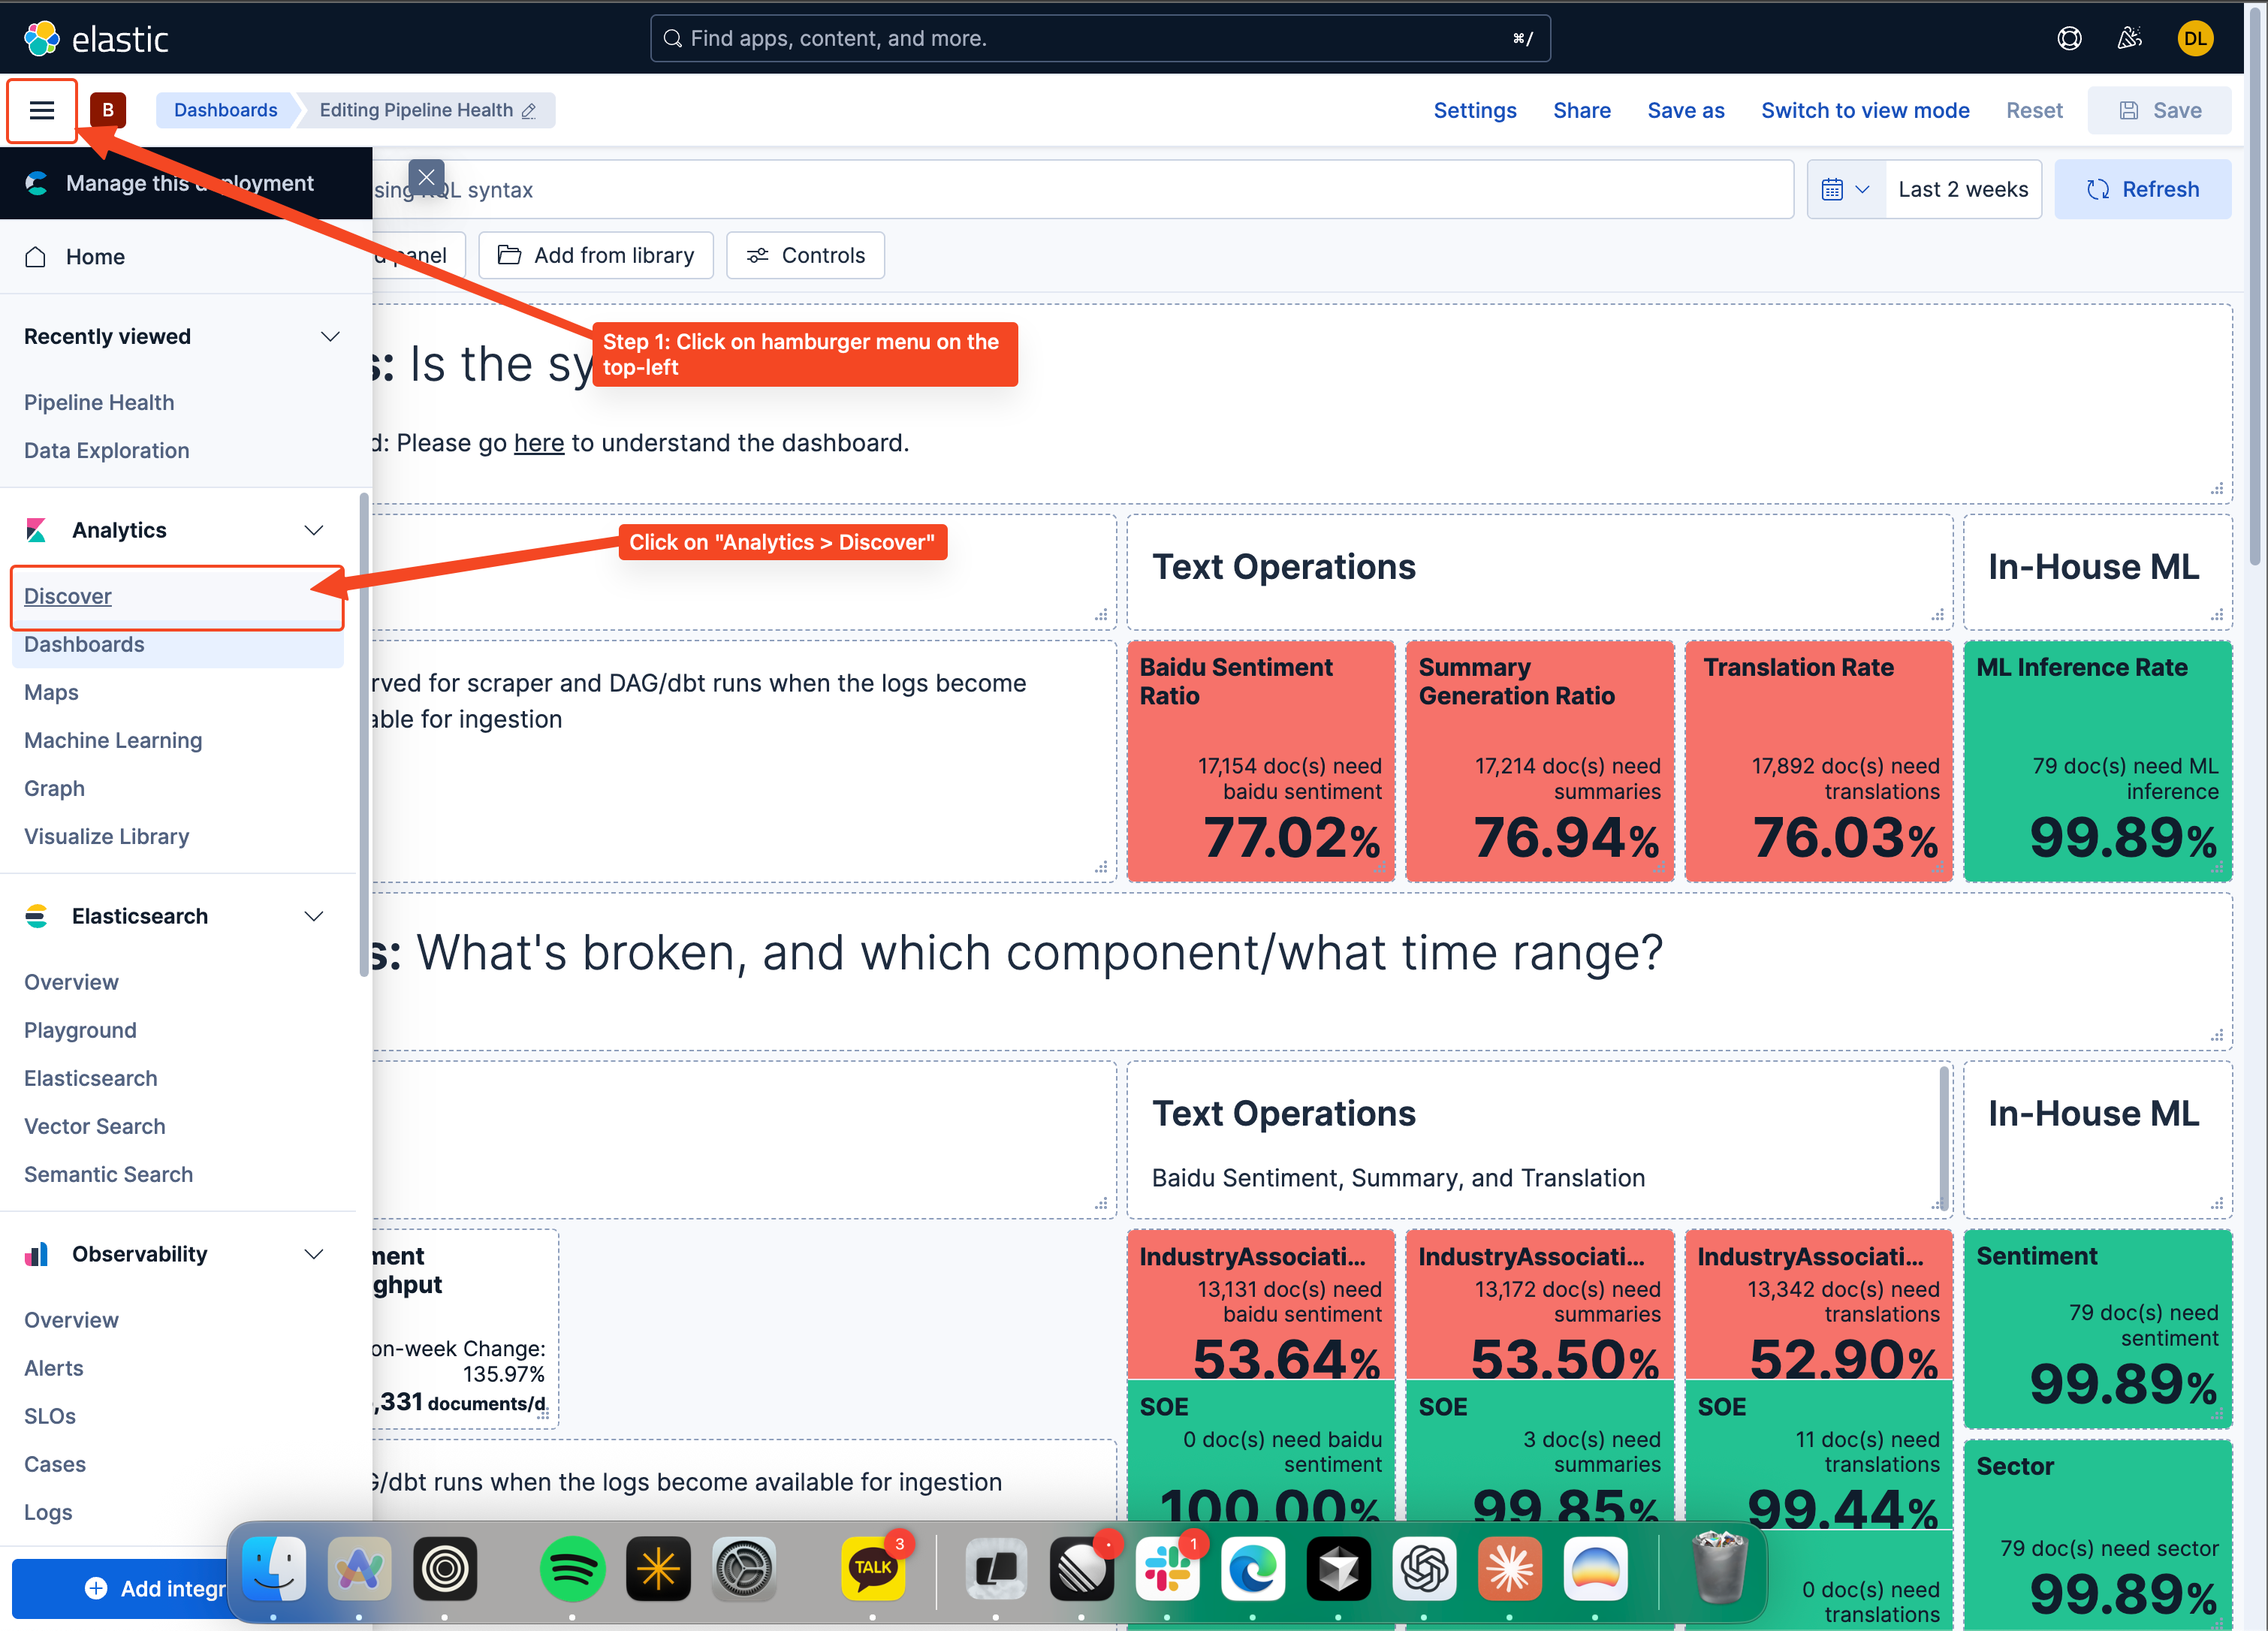 elastic
Find apps, content, and more.
⌘/
DL
B
Dashboards
Editing Pipeline Health
Settings
Share
Save as
Switch to view mode
Reset
Save
Manage this deployment
syntax
Last 2 weeks
Refresh
Home
panel
Add from library
Controls
Recently viewed
Step 1: Click on hamburger menu on the
top-left
s: Is the sy
Pipeline Health
d: Please go here to understand the dashboard.
Data Exploration
Analytics
Click on "Analytics > Discover"
Text Operations
In-House ML
Discover
Dashboards
Maps
Machine Learning
Graph
Visualize Library
rved for scraper and DAG/dbt runs when the logs become
able for ingestion
Baidu Sentiment
Ratio
17,154 doc(s) need
baidu sentiment
77.02%
Summary
Generation Ratio
17,214 doc(s) need
summaries
76.94%
Translation Rate
17,892 doc(s) need
translations
76.03%
ML Inference Rate
79 doc(s) need ML
inference
99.89%
Elasticsearch
s: What's broken, and which component/what time range?
Overview
Playground
Elasticsearch
Vector Search
Semantic Search
Text Operations
Baidu Sentiment, Summary, and Translation
In-House ML
Observability
Overview
Alerts
SLOs
Cases
Logs
ment
ghput
on-week Change:
135.97%
,331 documents/d
G/dbt runs when the logs become available for ingestion
IndustryAssociati...
13,131 doc(s) need
baidu sentiment
53.64%
IndustryAssociati...
13,172 doc(s) need
summaries
53.50%
IndustryAssociati...
13,342 doc(s) need
translations
52.90%
Sentiment
79 doc(s) need
sentiment
99.89%
SOE
0 doc(s) need baidu
sentiment
100.00%
SOE
3 doc(s) need
summaries
99.85%
SOE
11 doc(s) need
translations
99.44%
Sector
79 doc(s) need sector
99.89%
0 doc(s) need
translations
Add integr
TALK
3
1